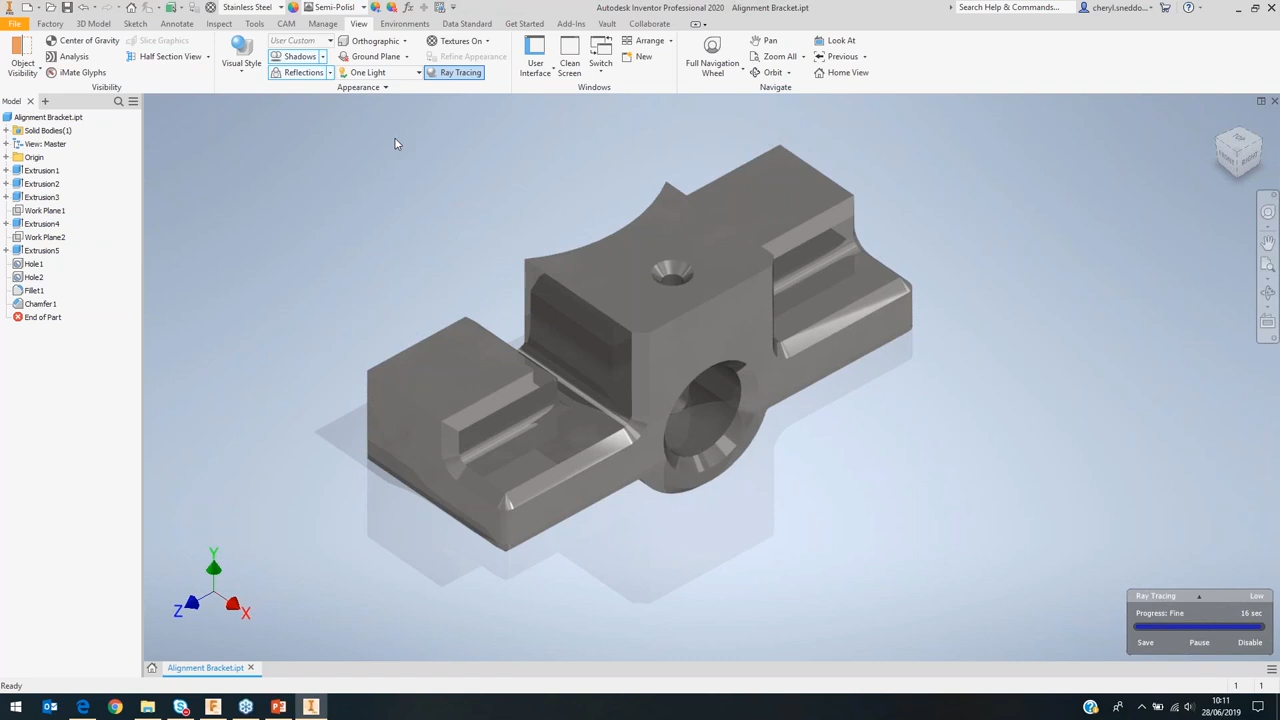 Stainless Steel
Semi-Polisl
Autodesk Inventor Professional 2020   Alignment Bracket.ipt
Search Help & Commands...
cheryl.sneddo...
File
Factory
3D Model
Sketch
Annotate
Inspect
Tools
CAM
Manage
View
Environments
Data Standard
Get Started
Add-Ins
Vault
Collaborate
Object Visibility
Center of Gravity
Analysis
iMate Glyphs
Slice Graphics
Half Section View
Visibility
Visual Style
User Custom
Shadows
Reflections
Orthographic
Ground Plane
One Light
Textures On
Refine Appearance
Ray Tracing
Appearance
User Interface
Clean Screen
Switch
Arrange
New
Windows
Full Navigation Wheel
Pan
Zoom All
Orbit
Look At
Previous
Home View
Navigate
Model
Alignment Bracket.ipt
Solid Bodies(1)
View: Master
Origin
Extrusion1
Extrusion2
Extrusion3
Work Plane1
Extrusion4
Work Plane2
Extrusion5
Hole1
Hole2
Fillet1
Chamfer1
End of Part
TOP
FRONT
RIGHT
Y
Z
X
Ray Tracing
Low
Progress: Fine
16 sec
Save
Pause
Disable
Alignment Bracket.ipt
Ready
1
1
10:11
28/06/2019